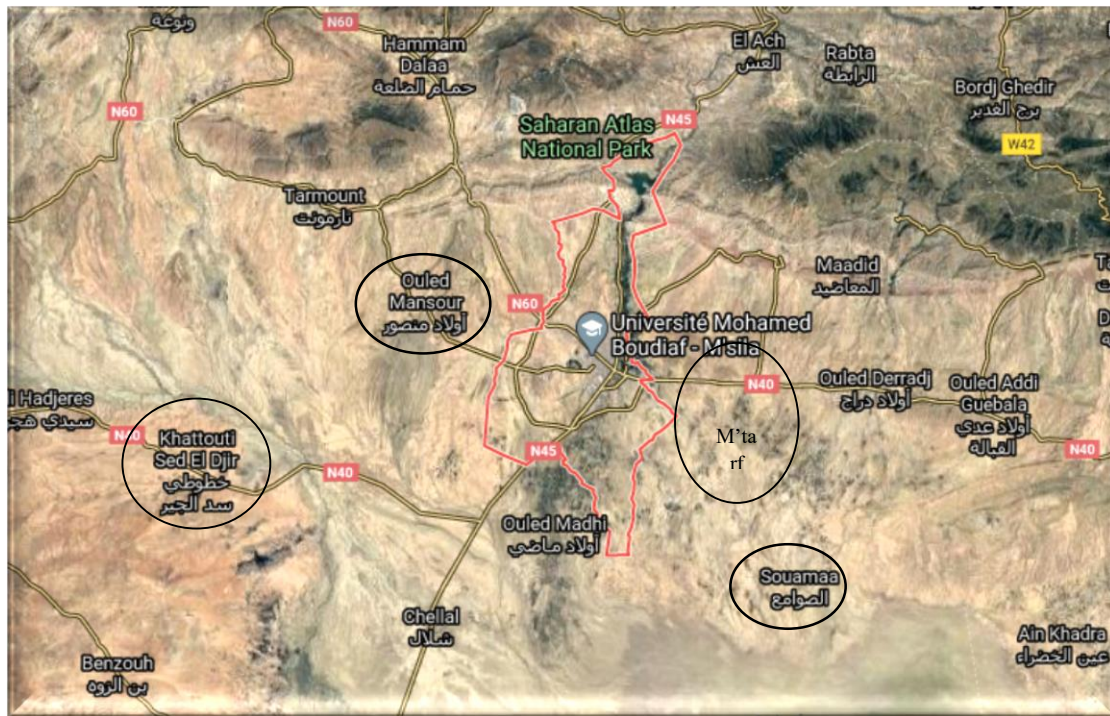 ونوغة
N60
Hammam
Dalaa
حمام الضلعة
El Ach
العش
Rabta
الرابطة
Bordj Ghedir
برج الغدير
N60
N45
Saharan Atlas
National Park
W42
Tarmount
تارمونت
Ouled
Mansour
أولاد منصور
N60
Maadid
المعاضيد
Université Mohamed
Boudiaf - M'sila
N40
Ouled Derradj
أولاد دراج
Ouled Addi
Guebala
أولاد عدي
القبالة
i Hadjeres
سيدي هجر
N40
Khattouti
Sed El Djir
خطوطي
سد الجير
N40
N45
M’ta
rf
N40
Ouled Madhi
أولاد ماضي
Souamaa
الصوامع
Chellal
شلال
Ain Khadra
عين الخضراء
Benzouh
بن الزوه